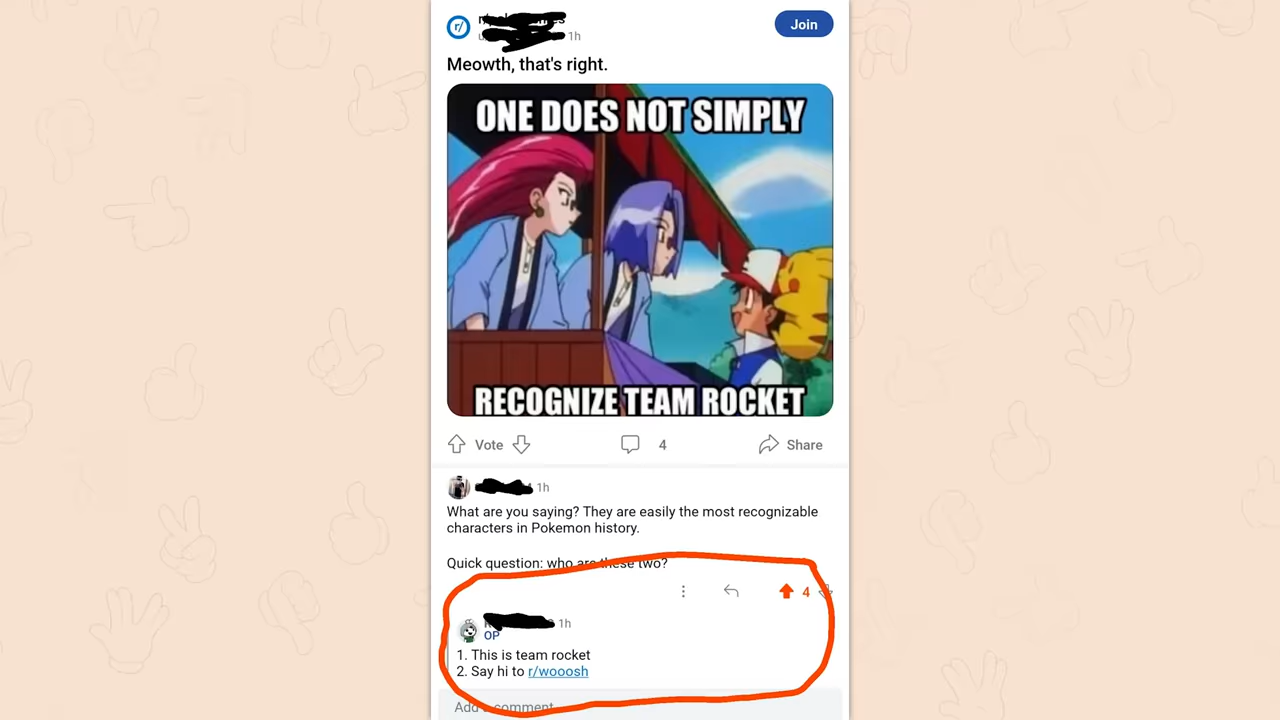 r/
1h
Join
Meowth, that's right.
ONE DOES NOT SIMPLY
RECOGNIZE TEAM ROCKET
Vote
4
Share
1h
What are you saying? They are easily the most recognizable
characters in Pokemon history.
Quick question: who are these two?
4
1h
OP
1. This is team rocket
2. Say hi to r/wooosh
Add a comment